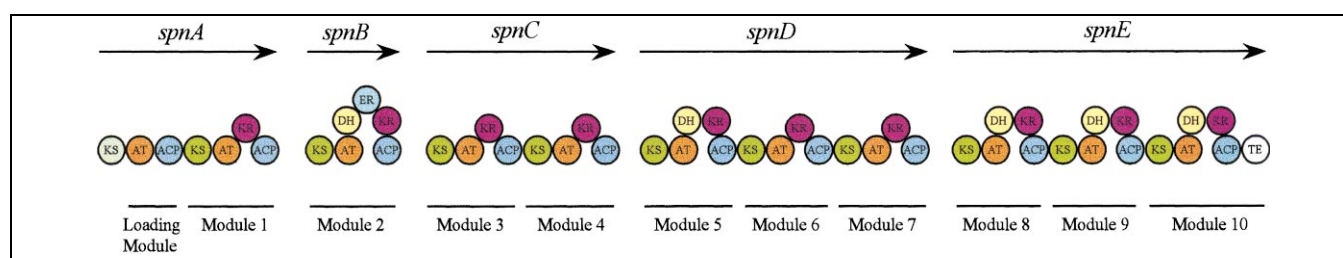 spnA spnB spnC spnD spnE
ER
DH KR DH KR DH KR DH KR DH KR
KR KR KR KR KR
KS AT ACP KS AT ACP KS AT ACP KS AT ACP KS AT ACP KS AT ACP KS AT ACP KS AT ACP KS AT ACP KS AT ACP KS AT ACP TE
Loading Module 1 Module 2 Module 3 Module 4 Module 5 Module 6 Module 7 Module 8 Module 9 Module 10
Module